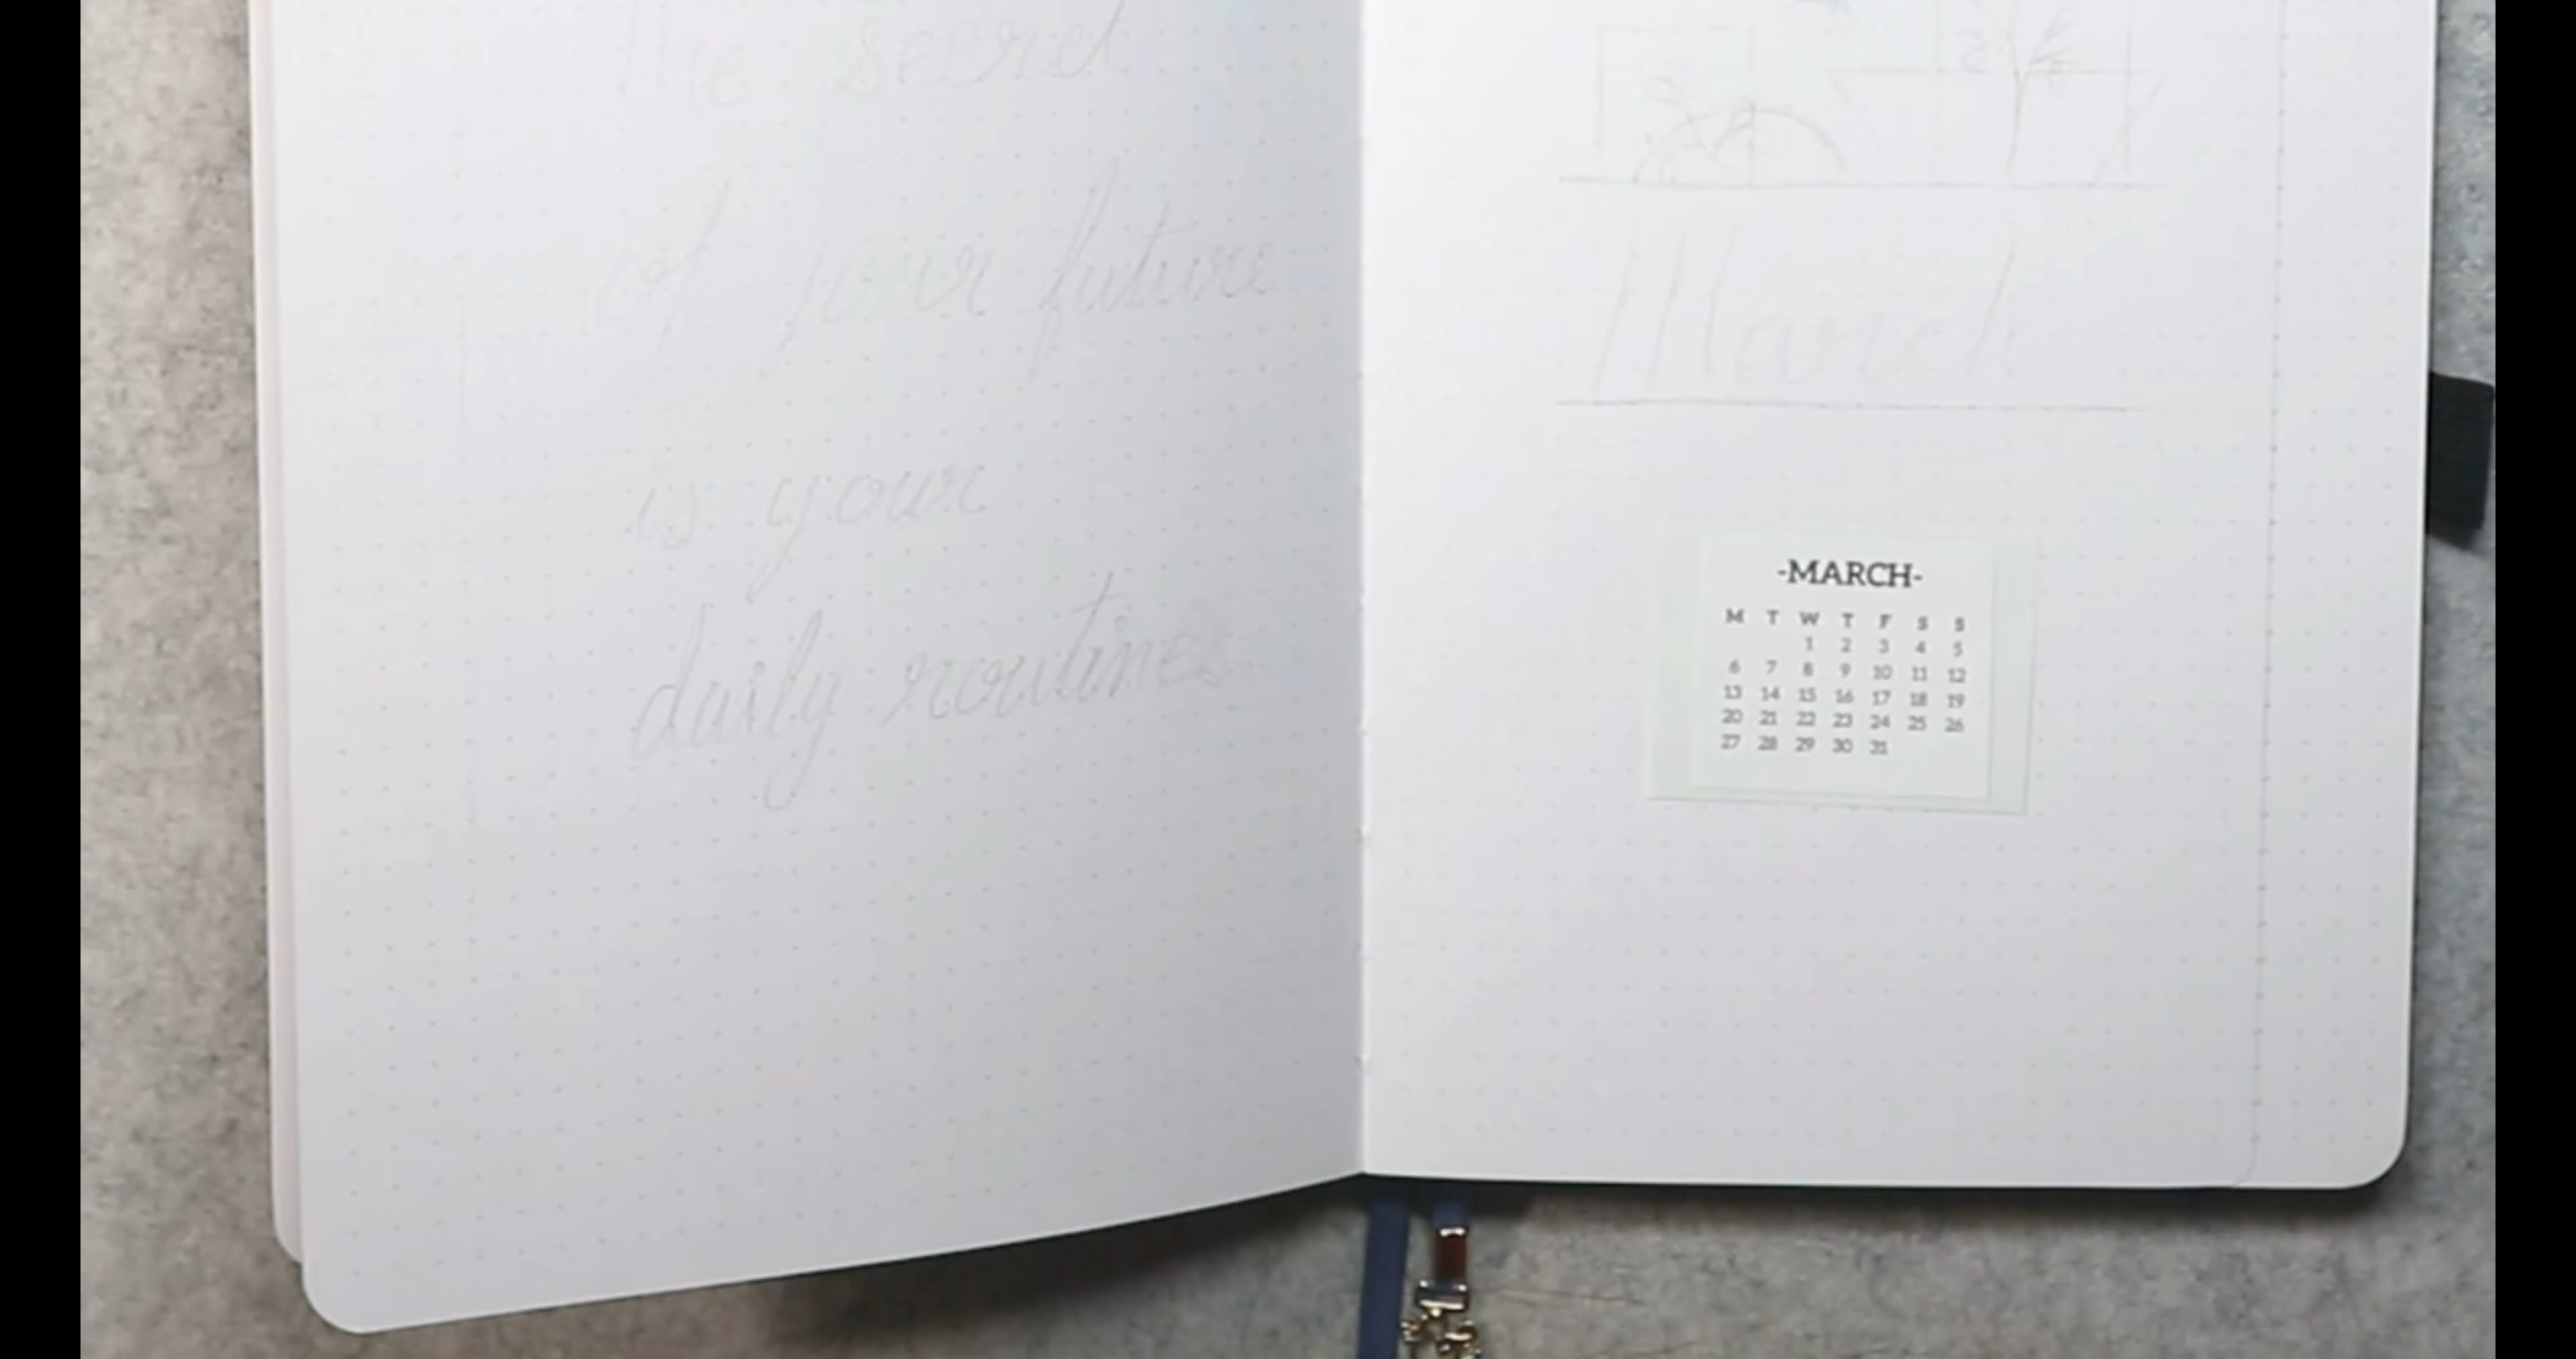 The secret
of your future
is your
daily routines
March
-MARCH-
M T W T F S S
1 2 3 4 5
6 7 8 9 10 11 12
13 14 15 16 17 18 19
20 21 22 23 24 25 26
27 28 29 30 31